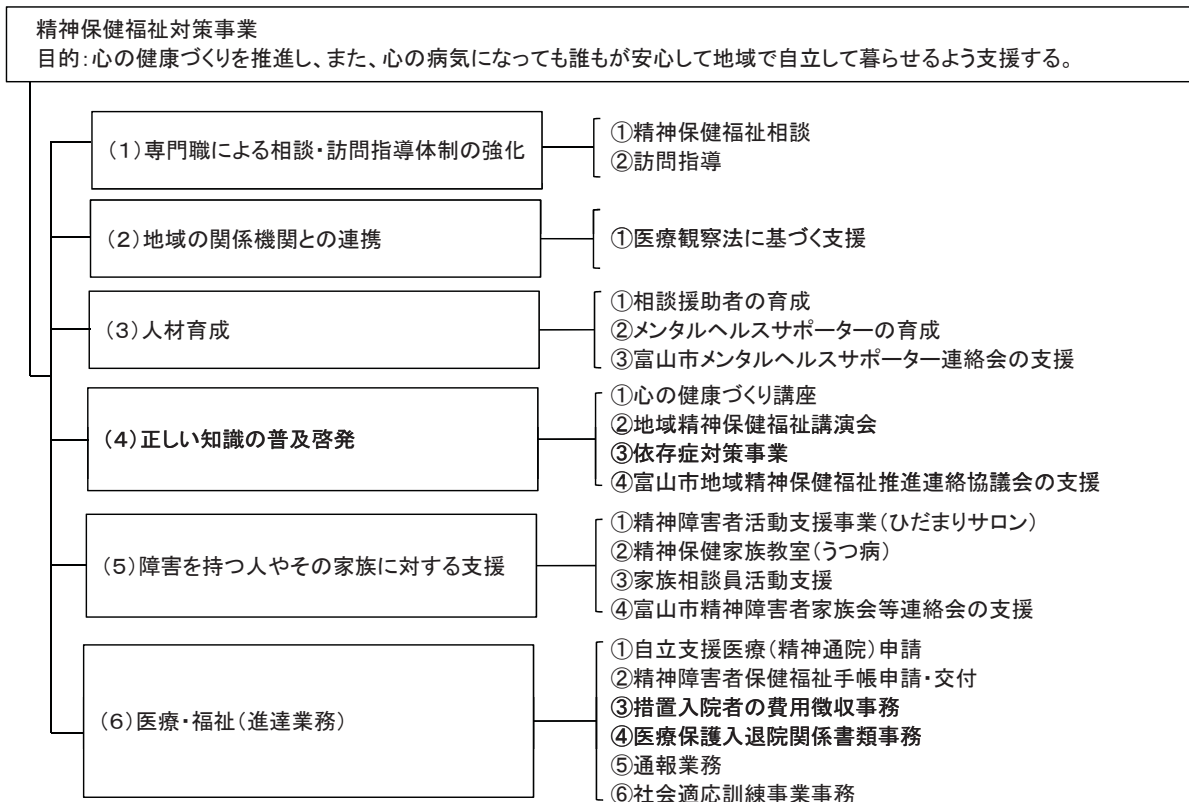 精神保健福祉対策事業
目的:心の健康づくりを推進し、また、心の病気になっても誰もが安心して地域で自立して暮らせるよう支援する。
(1)専門職による相談・訪問指導体制の強化
①精神保健福祉相談
②訪問指導
(2)地域の関係機関との連携
①医療観察法に基づく支援
(3)人材育成
①相談援助者の育成
②メンタルヘルスサポーターの育成
③富山市メンタルヘルスサポーター連絡会の支援
(4)正しい知識の普及啓発
①心の健康づくり講座
②地域精神保健福祉講演会
③依存症対策事業
④富山市地域精神保健福祉推進連絡協議会の支援
(5)障害を持つ人やその家族に対する支援
①精神障害者活動支援事業(ひだまりサロン)
②精神保健家族教室(うつ病)
③家族相談員活動支援
④富山市精神障害者家族会等連絡会の支援
(6)医療・福祉(進達業務)
①自立支援医療(精神通院)申請
②精神障害者保健福祉手帳申請・交付
③措置入院者の費用徴収事務
④医療保護入退院関係書類事務
⑤通報業務
⑥社会適応訓練事業事務